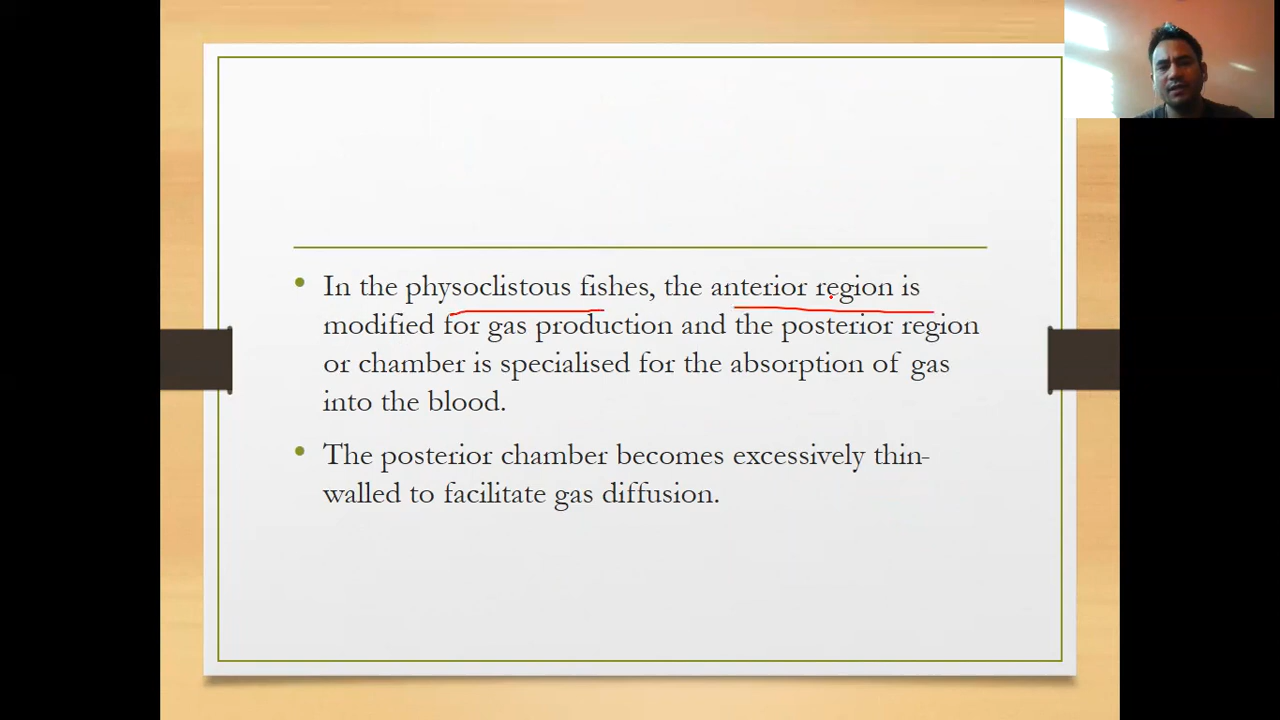 In the physoclistous fishes, the anterior region is
modified for gas production and the posterior region
or chamber is specialised for the absorption of gas
into the blood.
The posterior chamber becomes excessively thin-
walled to facilitate gas diffusion.